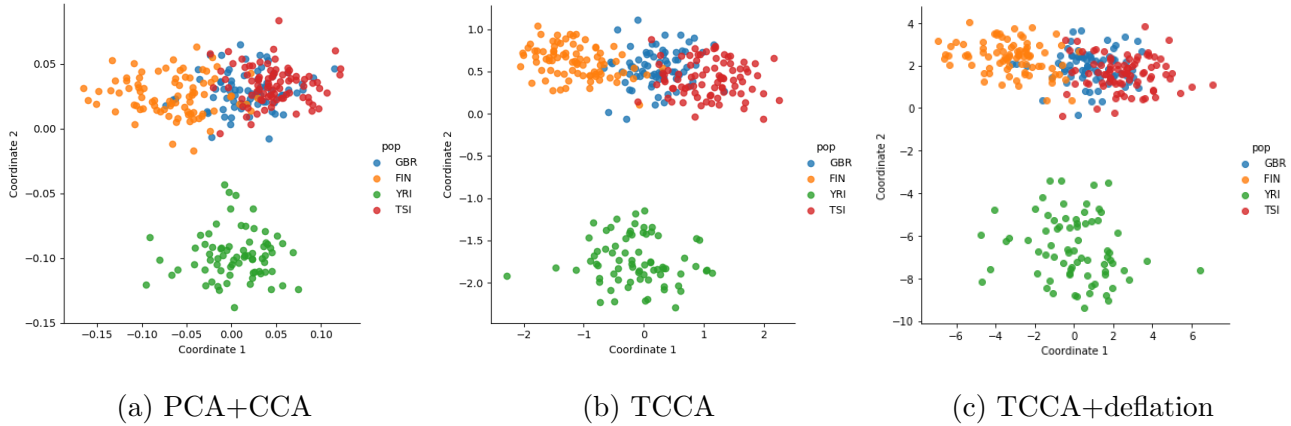 0.05
0.00
−0.05
−0.10
−0.15
Coordinate 2
−0.15 −0.10 −0.05 0.00 0.05 0.10
Coordinate 1
pop
GBR
FIN
YRI
TSI
(a) PCA+CCA
1.0
0.5
0.0
−0.5
−1.0
−1.5
−2.0
Coordinate 2
−2 −1 0 1 2
Coordinate 1
pop
GBR
FIN
YRI
TSI
(b) TCCA
4
2
0
−2
−4
−6
−8
−10
Coordinate 2
−6 −4 −2 0 2 4 6
Coordinate 1
pop
GBR
FIN
YRI
TSI
(c) TCCA+deflation